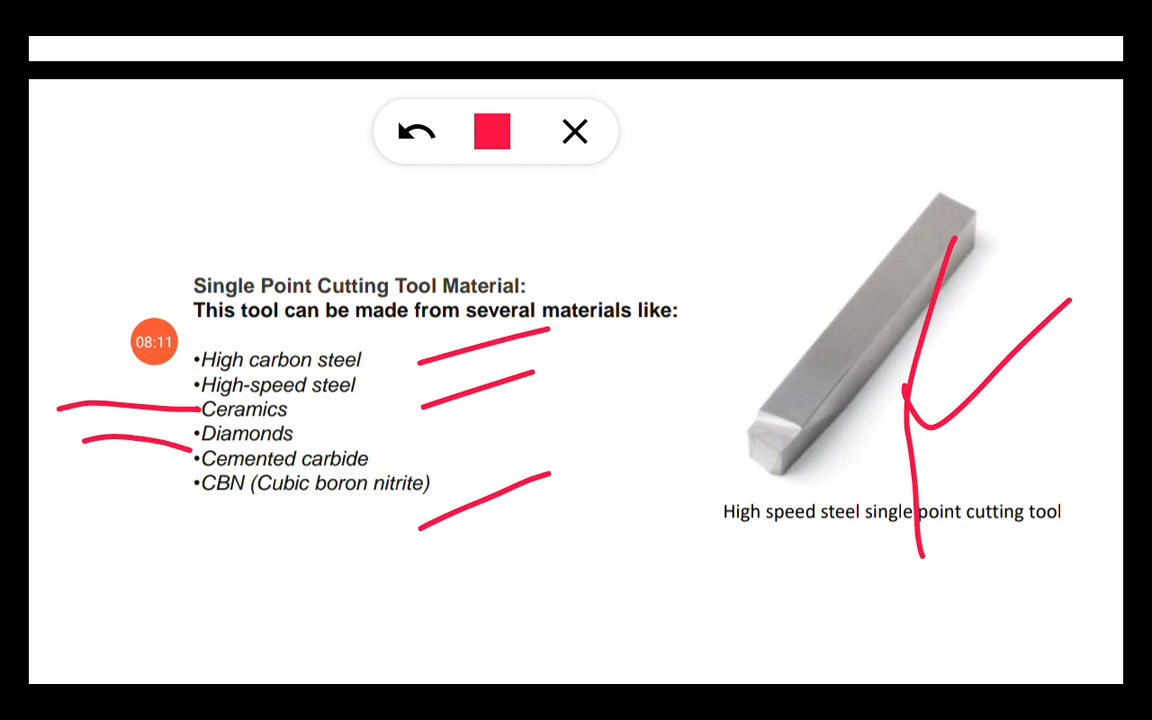 Single Point Cutting Tool Material:
This tool can be made from several materials like:
08:11
•High carbon steel
•High-speed steel
•Ceramics
•Diamonds
•Cemented carbide
•CBN (Cubic boron nitrite)
High speed steel single point cutting tool